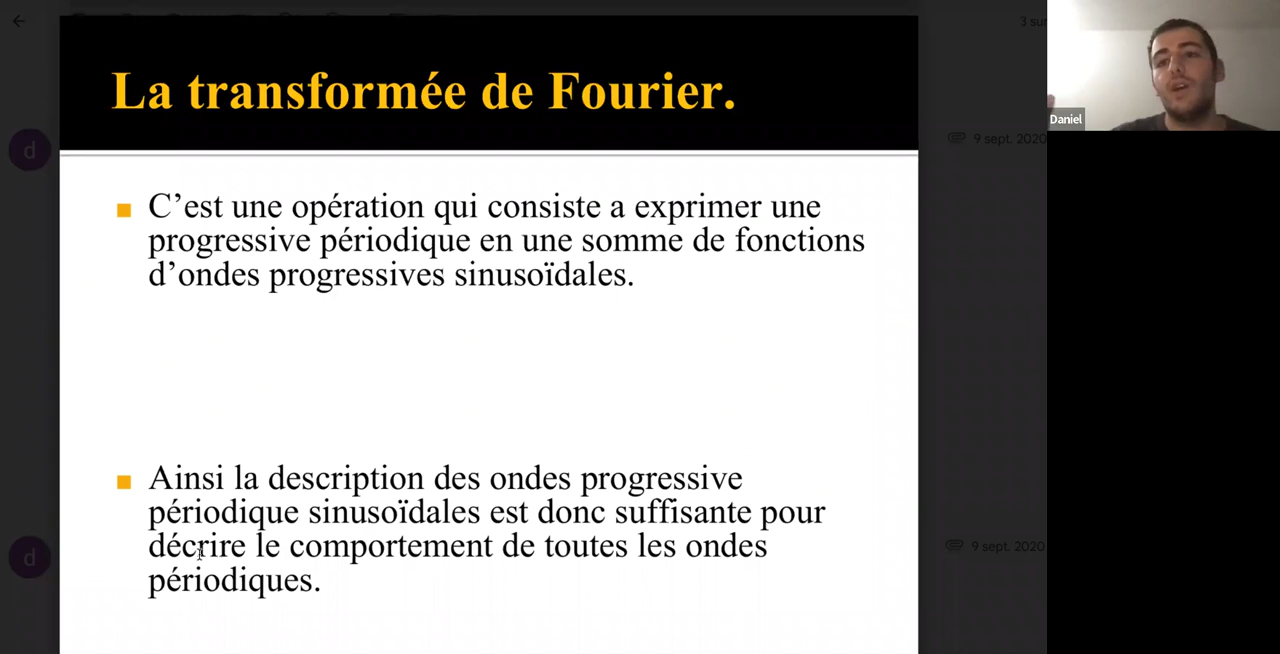 La transformée de Fourier.
3 sur
Daniel
d
9 sept. 2020
C’est une opération qui consiste a exprimer une
progressive périodique en une somme de fonctions
d’ondes progressives sinusoïdales.
Ainsi la description des ondes progressive
périodique sinusoïdales est donc suffisante pour
décrire le comportement de toutes les ondes
périodiques.
d
9 sept. 2020